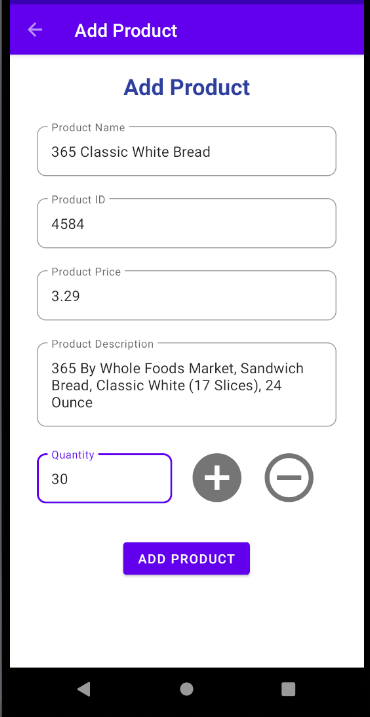 Add Product
Add Product
Product Name
365 Classic White Bread
Product ID
4584
Product Price
3.29
Product Description
365 By Whole Foods Market, Sandwich
Bread, Classic White (17 Slices), 24
Ounce
Quantity
30
ADD PRODUCT